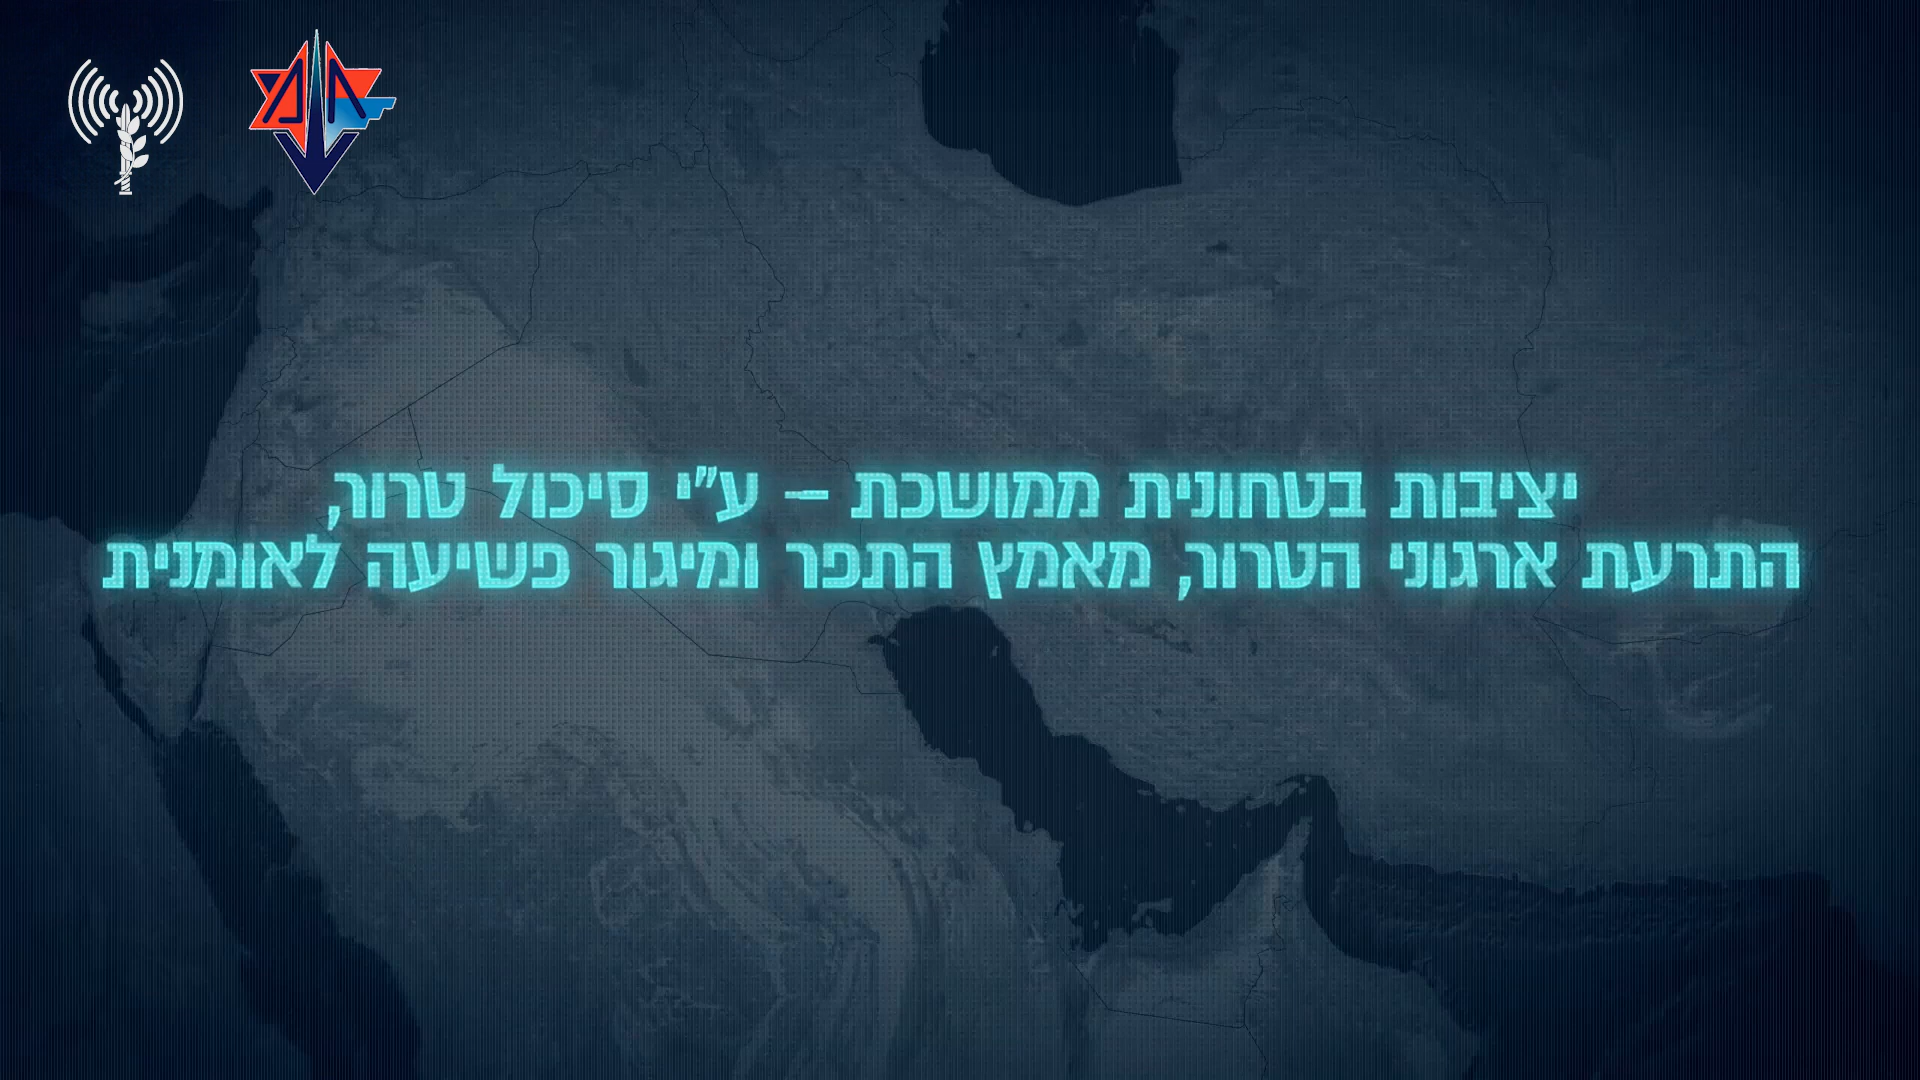 יציבות בטחונית ממושכת – ע"י סיכול טרור,
התרעת ארגוני הטרור, מאמץ התפר ומיגור פשיעה לאומנית